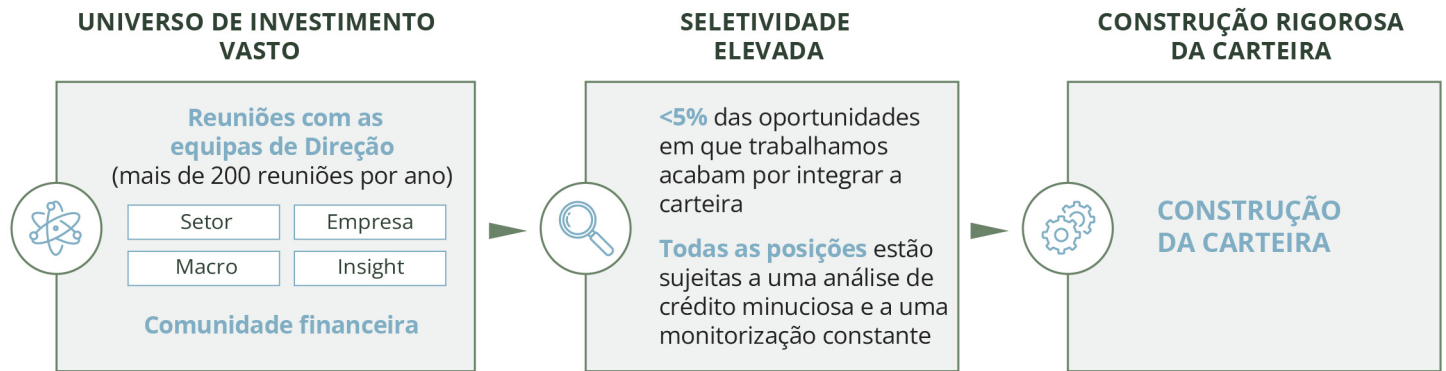 UNIVERSO DE INVESTIMENTO
VASTO
Reuniões com as
equipas de Direção
(mais de 200 reuniões por ano)
Setor
Empresa
Macro
Insight
Comunidade financeira
SELETIVIDADE
ELEVADA
<5% das oportunidades
em que trabalhamos
acabam por integrar a
carteira
Todas as posições estão
sujeitas a uma análise de
crédito minuciosa e a uma
monitorização constante
CONSTRUÇÃO RIGOROSA
DA CARTEIRA
CONSTRUÇÃO
DA CARTEIRA